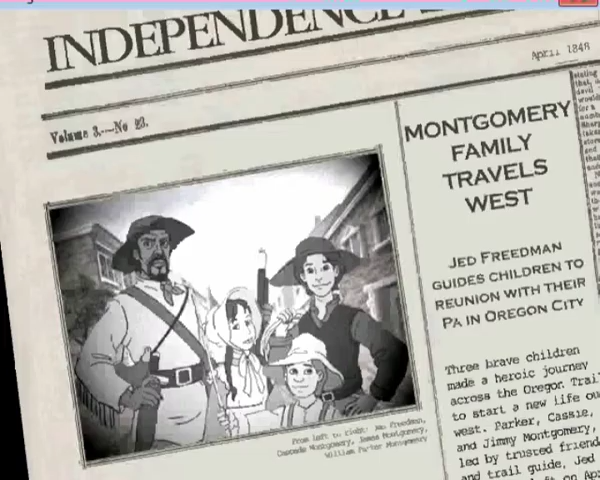 INDEPENDENCE
April 1848
Volume 3.--No 23.
MONTGOMERY
FAMILY
TRAVELS
WEST
JED FREEDMAN
GUIDES CHILDREN TO
REUNION WITH THEIR
PA IN OREGON CITY
From left to right: Jed Freedman,
Cascade Montgomery, James Montgomery,
William Parker Montgomery
Three brave children
made a heroic journey
across the Oregon Trail
to start a new life out
west. Parker, Cassie,
and Jimmy Montgomery,
led by trusted friend
and trail guide, Jed